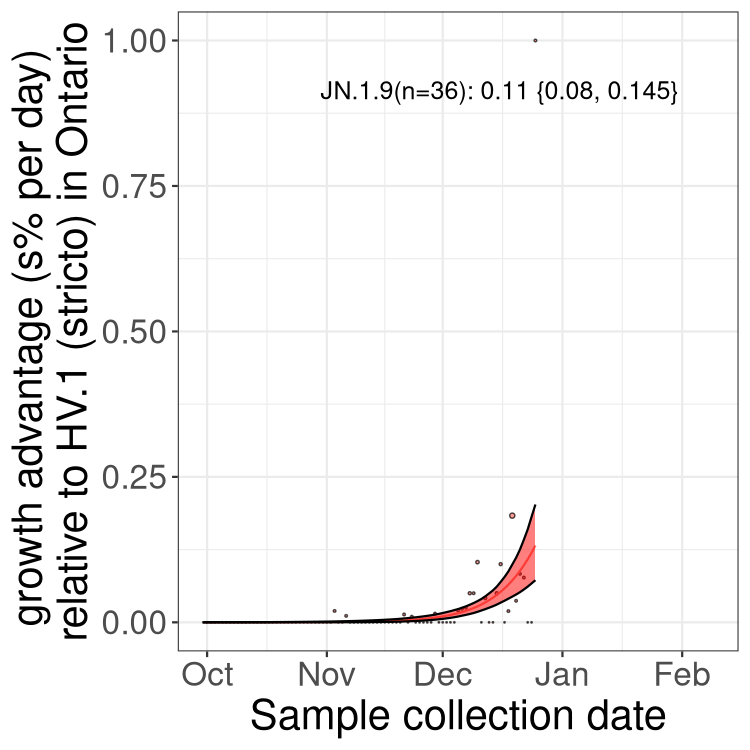 growth advantage (s% per day)
relative to HV.1 (stricto) in Ontario
1.00
0.75
0.50
0.25
0.00
JN.1.9(n=36): 0.11 {0.08, 0.145}
Oct Nov Dec Jan Feb
Sample collection date